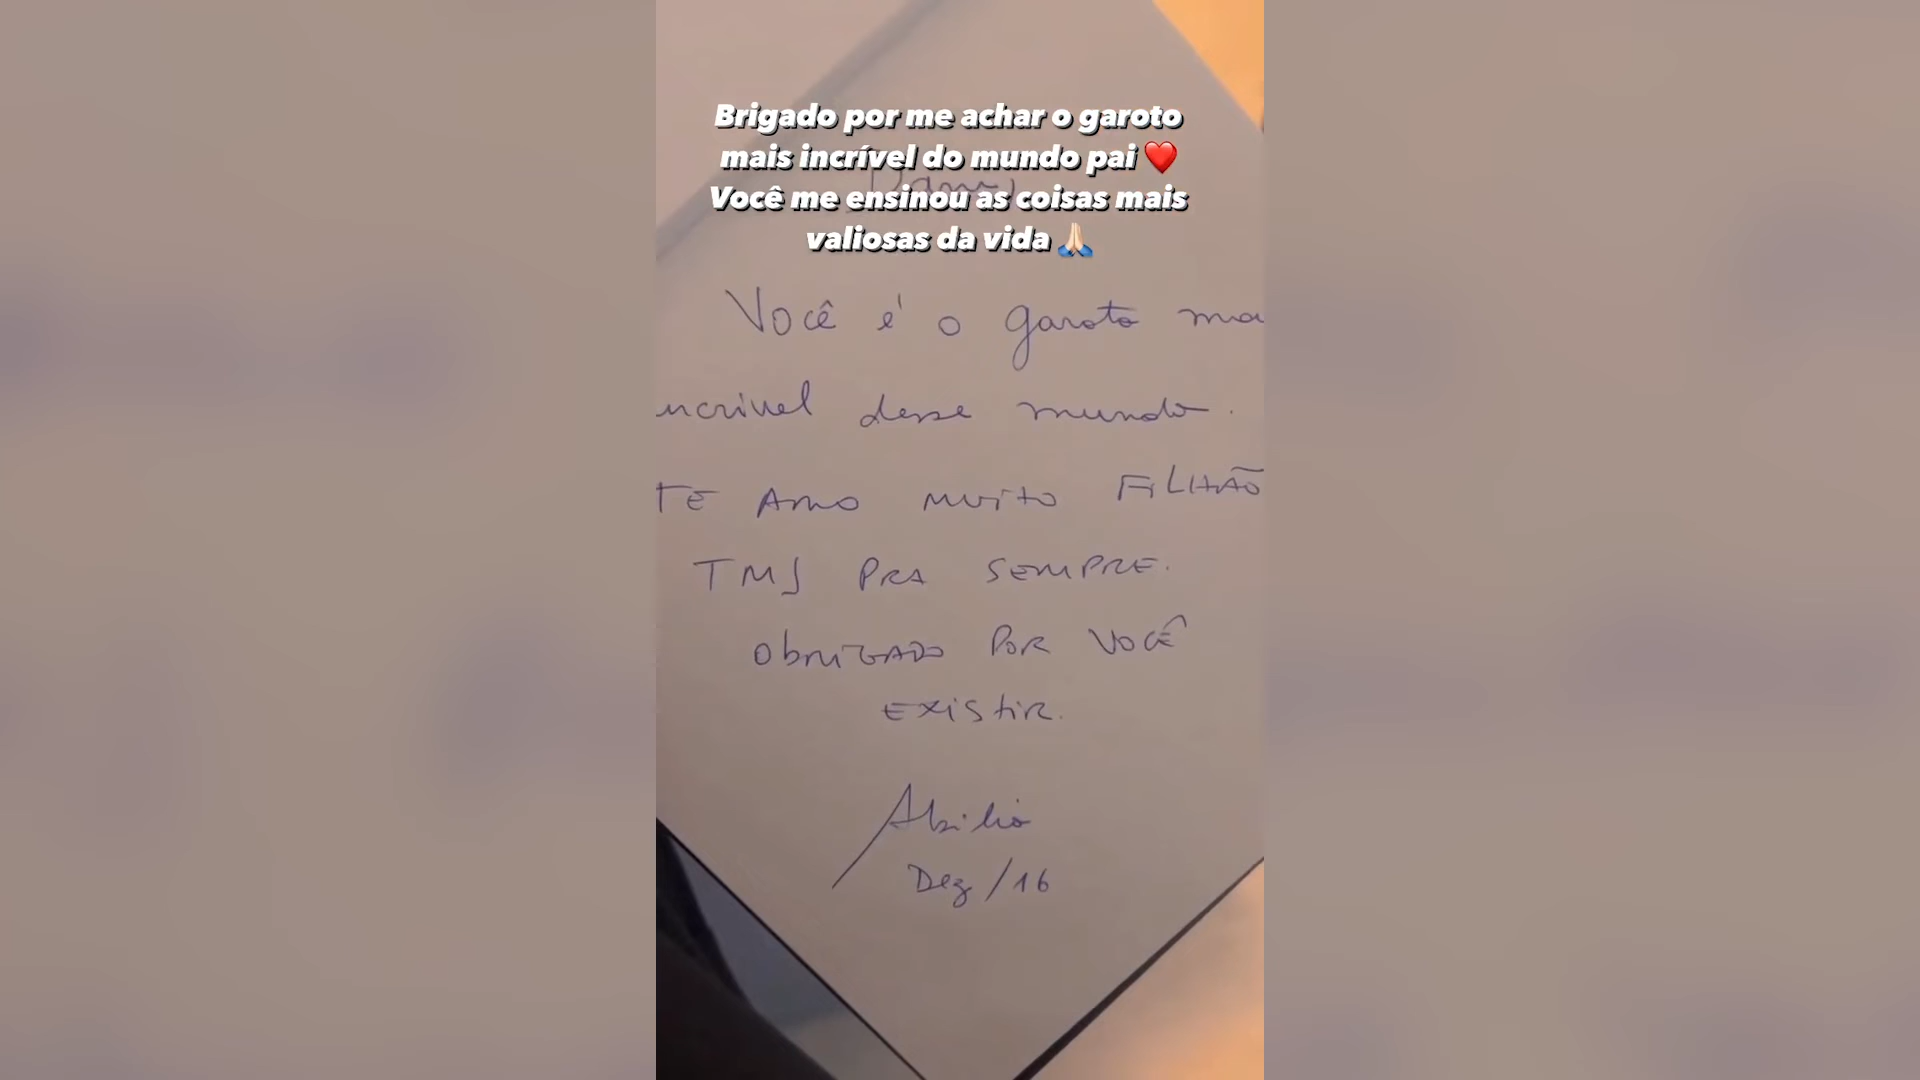 Brigado por me achar o garoto
mais incrível do mundo pai ❤️
Você me ensinou as coisas mais
valiosas da vida 🙏🏻
Você é o garoto
desse mundo.
TE AMO MUITO FILHÃO
TMJ PRA SEMPRE.
OBRIGADO POR VOCÊ
EXISTIR.
Abilio
Dez/16